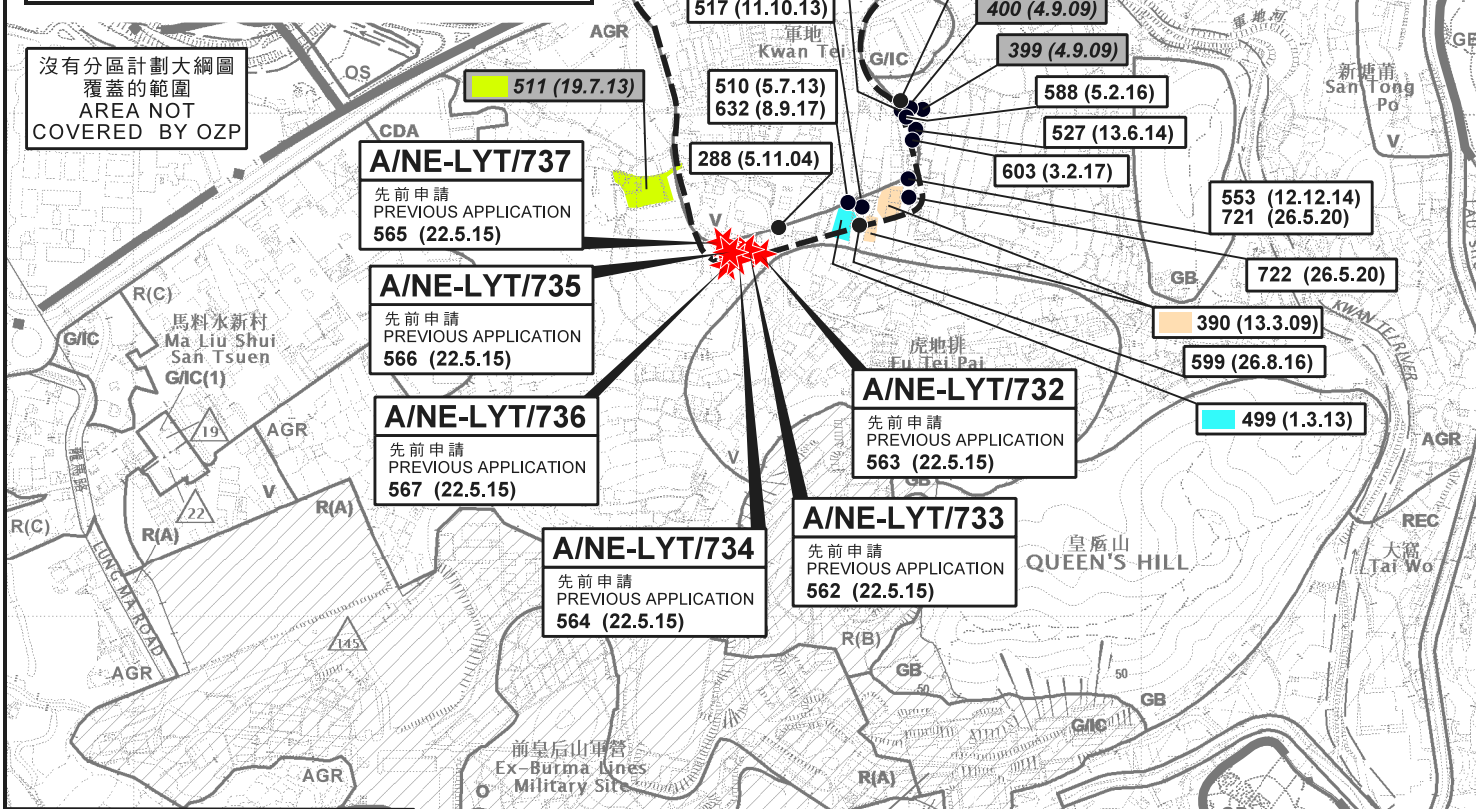 517 (11.10.13)
400 (4.9.09)
AGR
軍地
Kwan Tei
G/IC
399 (4.9.09)
軍地河
GB
沒有分區計劃大綱圖
覆蓋的範圍
AREA NOT
COVERED BY OZP
OS
511 (19.7.13)
510 (5.7.13)
632 (8.9.17)
588 (5.2.16)
新塘莆
San Tong
Po
V
CDA
527 (13.6.14)
A/NE-LYT/737
先前申請
PREVIOUS APPLICATION
565 (22.5.15)
288 (5.11.04)
603 (3.2.17)
553 (12.12.14)
721 (26.5.20)
V
A/NE-LYT/735
先前申請
PREVIOUS APPLICATION
566 (22.5.15)
GB
722 (26.5.20)
R(C)
馬料水新村
Ma Liu Shui
San Tsuen
G/IC(1)
G/IC
KWAN TEI RIVER
390 (13.3.09)
虎地排
Fu Tei Pai
599 (26.8.16)
A/NE-LYT/736
先前申請
PREVIOUS APPLICATION
567 (22.5.15)
A/NE-LYT/732
先前申請
PREVIOUS APPLICATION
563 (22.5.15)
499 (1.3.13)
19
AGR
AGR
V
V
GB
22
R(C)
R(A)
R(A)
A/NE-LYT/734
先前申請
PREVIOUS APPLICATION
564 (22.5.15)
A/NE-LYT/733
先前申請
PREVIOUS APPLICATION
562 (22.5.15)
皇后山
QUEEN'S HILL
REC
大窩
Tai Wo
LUNG MA ROAD
145
R(B)
AGR
GB
50
50
GB
G/IC
前皇后山軍營
Ex-Burma Lines
Military Site
AGR
R(A)